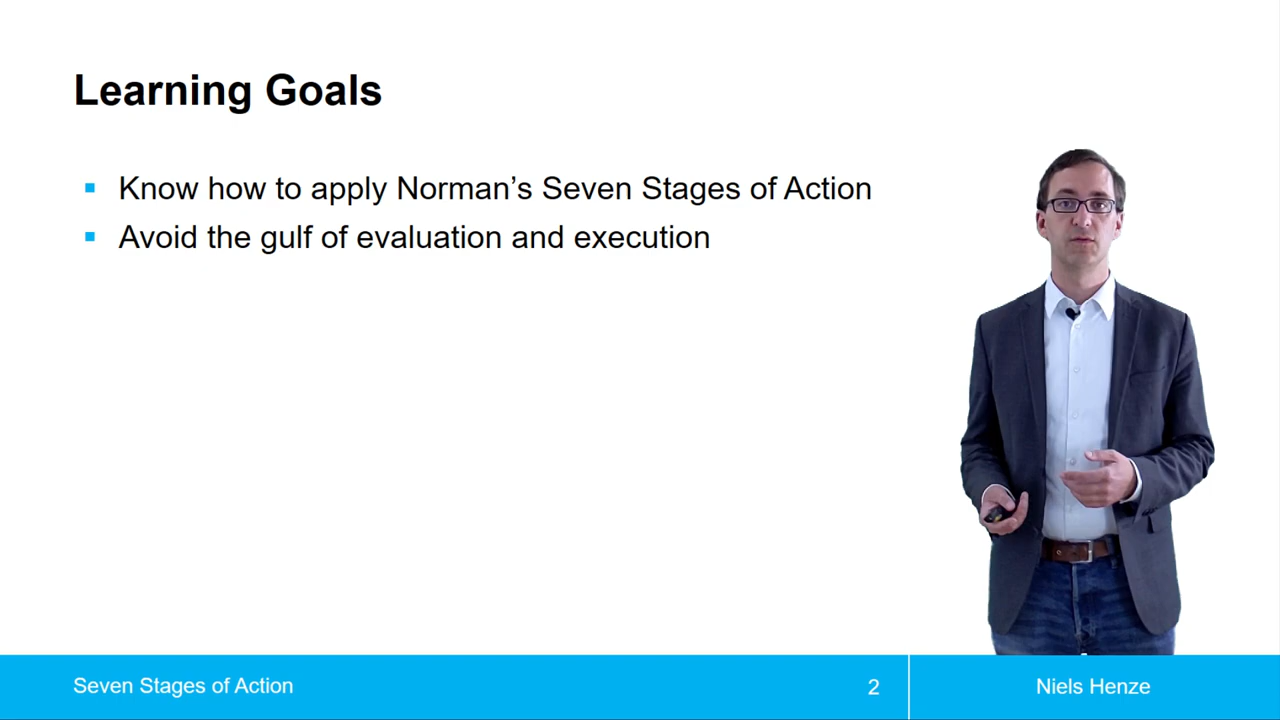 Learning Goals
Know how to apply Norman’s Seven Stages of Action
Avoid the gulf of evaluation and execution
Seven Stages of Action
2
Niels Henze